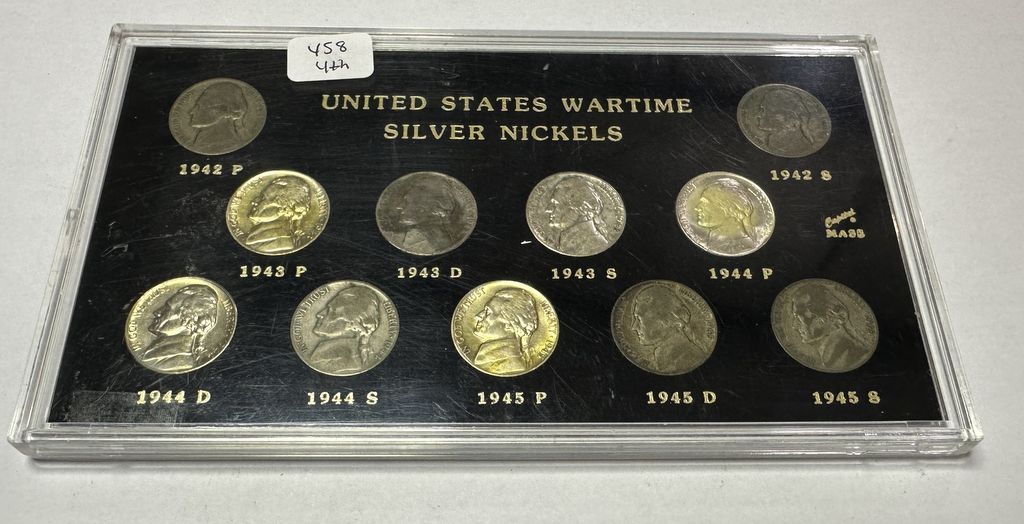 458
4th
UNITED STATES WARTIME
SILVER NICKELS
1942 P
1942 S
1943 P
1943 D
1943 S
1944 P
Capital
MASS
1944 D
1944 S
1945 P
1945 D
1945 S